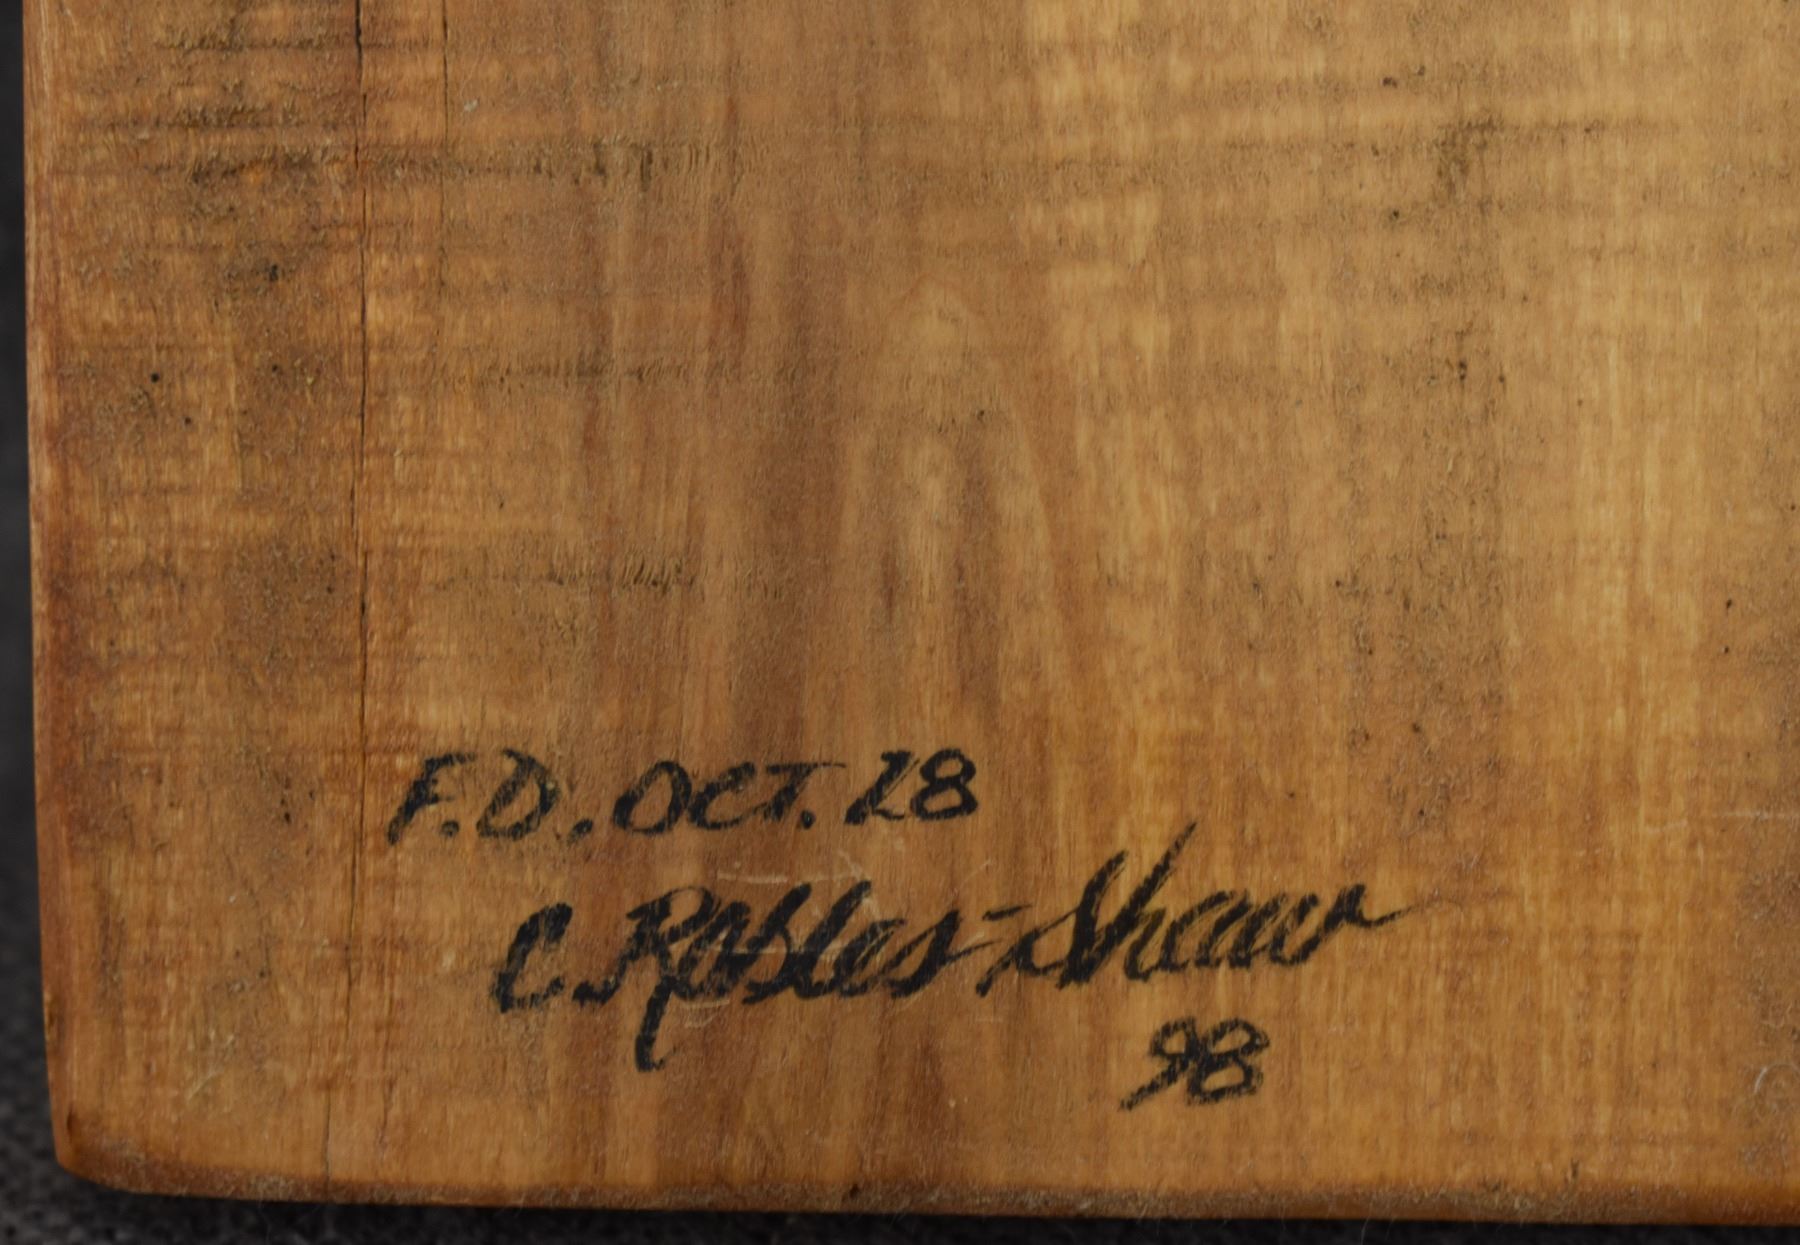 F.D. OCT. 28
C. Robles-Shaw
98